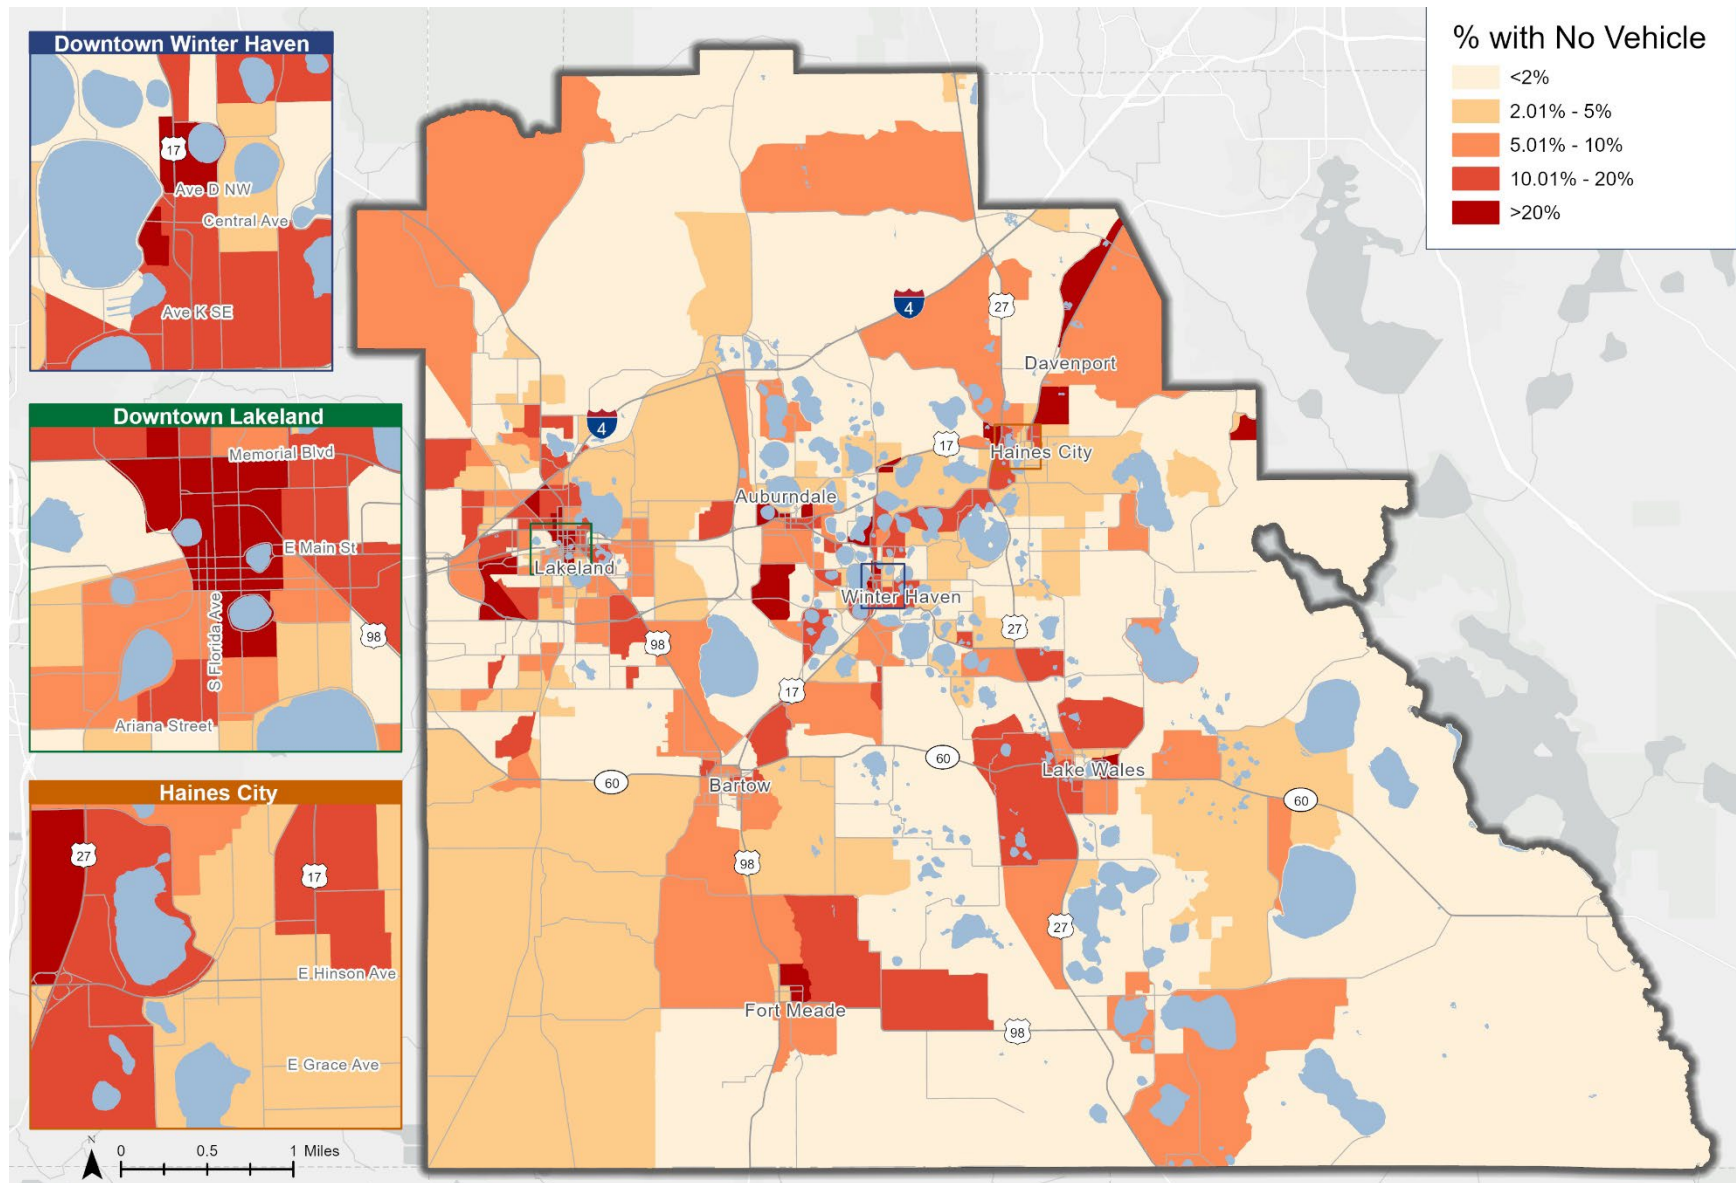 Downtown Winter Haven
17
Ave D NW
Central Ave
Ave K SE
Downtown Lakeland
Memorial Blvd
E Main St
S Florida Ave
98
Ariana Street
Haines City
27
17
E Hinson Ave
E Grace Ave
N
0 0.5 1 Miles
% with No Vehicle
<2%
2.01% - 5%
5.01% - 10%
10.01% - 20%
>20%
4
27
Davenport
4
17
Haines City
Auburndale
Lakeland
Winter Haven
27
98
17
60
60
Lake Wales
Bartow
60
98
27
Fort Meade
98